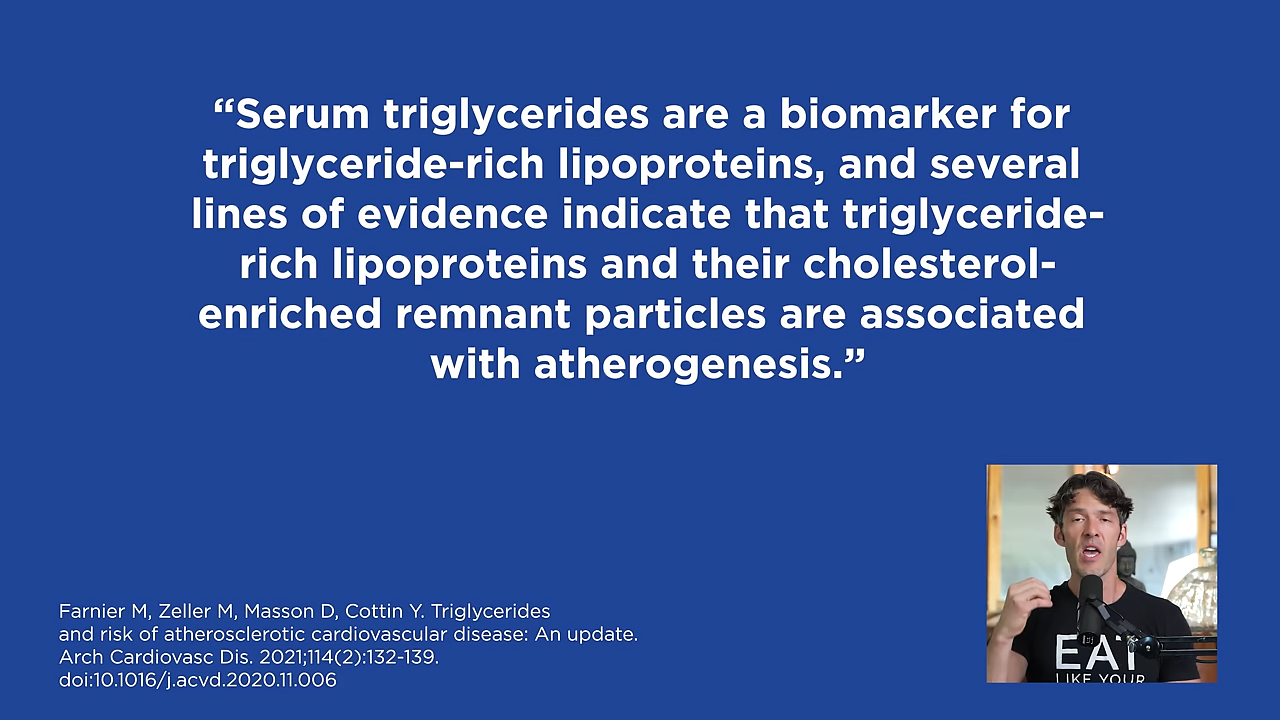 “Serum triglycerides are a biomarker for
triglyceride-rich lipoproteins, and several
lines of evidence indicate that triglyceride-
rich lipoproteins and their cholesterol-
enriched remnant particles are associated
with atherogenesis.”
Farnier M, Zeller M, Masson D, Cottin Y. Triglycerides
and risk of atherosclerotic cardiovascular disease: An update.
Arch Cardiovasc Dis. 2021;114(2):132-139.
doi:10.1016/j.acvd.2020.11.006
EAT
LIKE YOUR